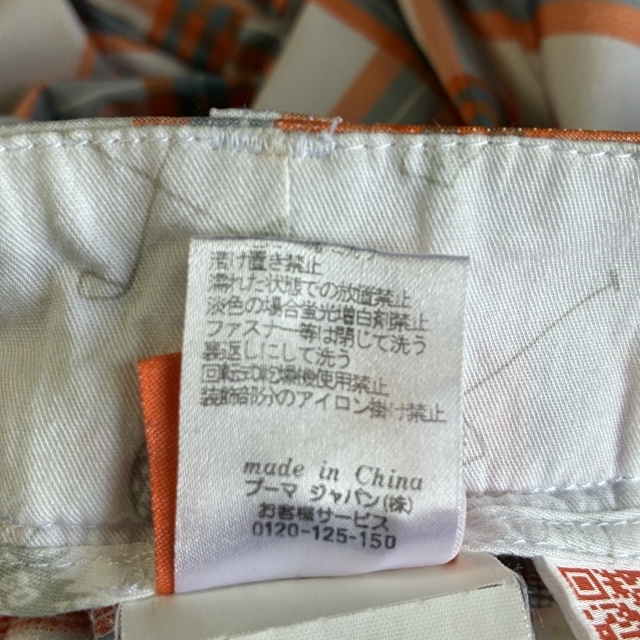 漬け置き禁止
濡れた状態での放置禁止
淡色の場合蛍光増白剤禁止
ファスナー等は閉じて洗う
裏返しにして洗う
回転式乾燥機使用禁止
装飾部分のアイロン掛け禁止
made in China
プーマ ジャパン(株)
お客様サービス
0120-125-150